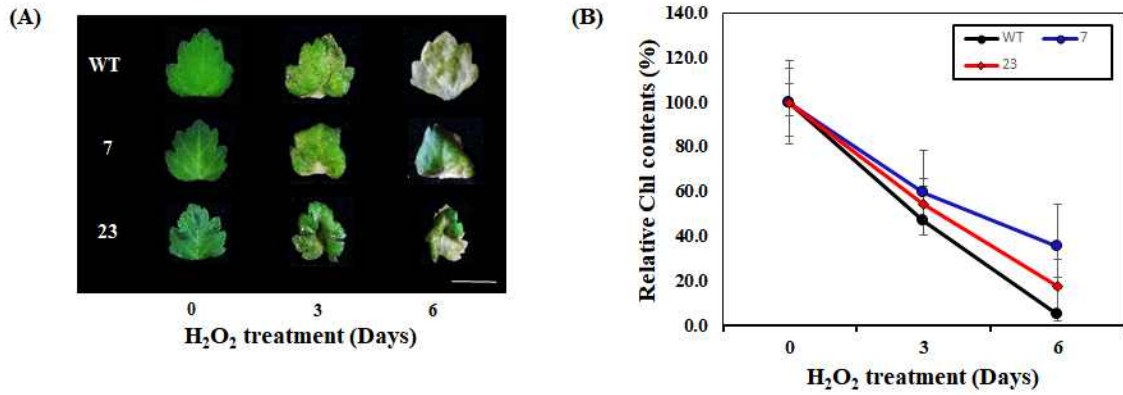 (A)
WT
7
23
0 3 6
H₂O₂ treatment (Days)
(B)
Relative Chl contents (%)
140.0
120.0
100.0
80.0
60.0
40.0
20.0
0.0
WT 7
23
0 3 6
H₂O₂ treatment (Days)